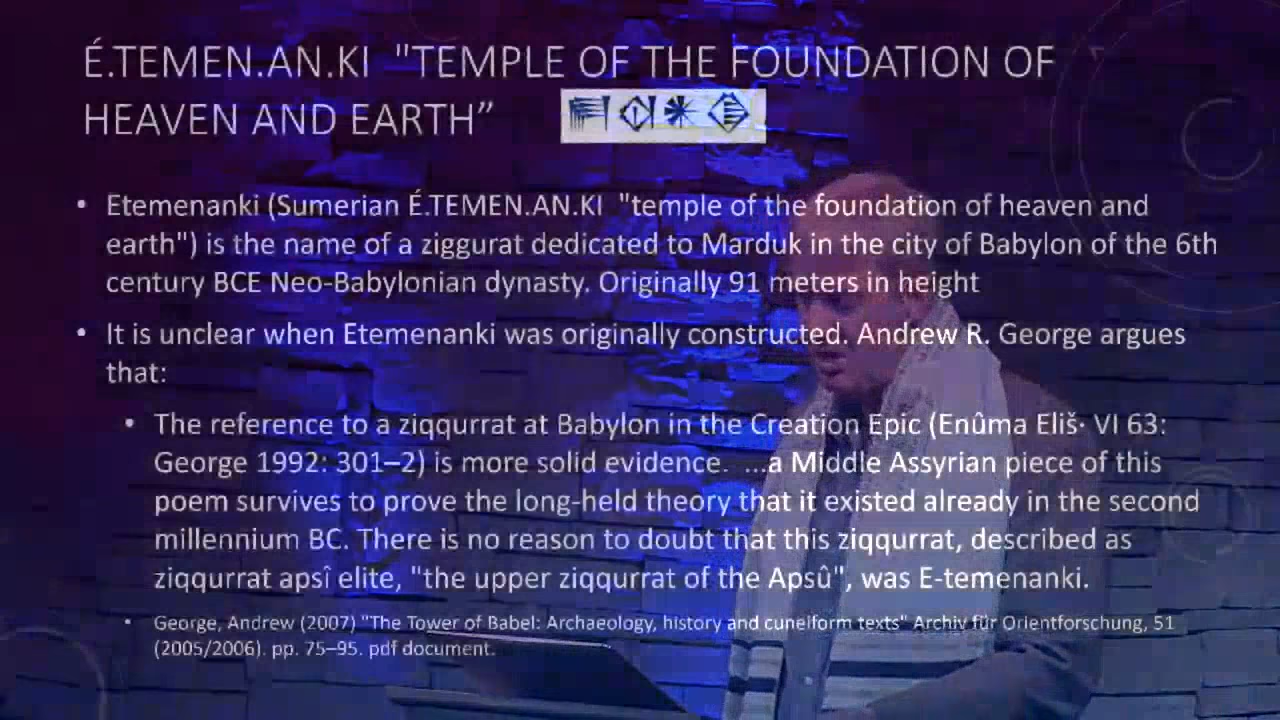 É.TEMEN.AN.KI "TEMPLE OF THE FOUNDATION OF
HEAVEN AND EARTH” 𒂍𒋼𒀭𒆠
• Etemenanki (Sumerian É.TEMEN.AN.KI "temple of the foundation of heaven and
earth") is the name of a ziggurat dedicated to Marduk in the city of Babylon of the 6th
century BCE Neo-Babylonian dynasty. Originally 91 meters in height
• It is unclear when Etemenanki was originally constructed. Andrew R. George argues
that:
• The reference to a ziqqurrat at Babylon in the Creation Epic (Enûma Eliš· VI 63:
George 1992: 301–2) is more solid evidence. ...a Middle Assyrian piece of this
poem survives to prove the long-held theory that it existed already in the second
millennium BC. There is no reason to doubt that this ziqqurrat, described as
ziqqurrat apsî elite, "the upper ziqqurrat of the Apsû", was E-temenanki.
• George, Andrew (2007) "The Tower of Babel: Archaeology, history and cuneiform texts" Archiv für Orientforschung, 51
(2005/2006). pp. 75–95. pdf document.